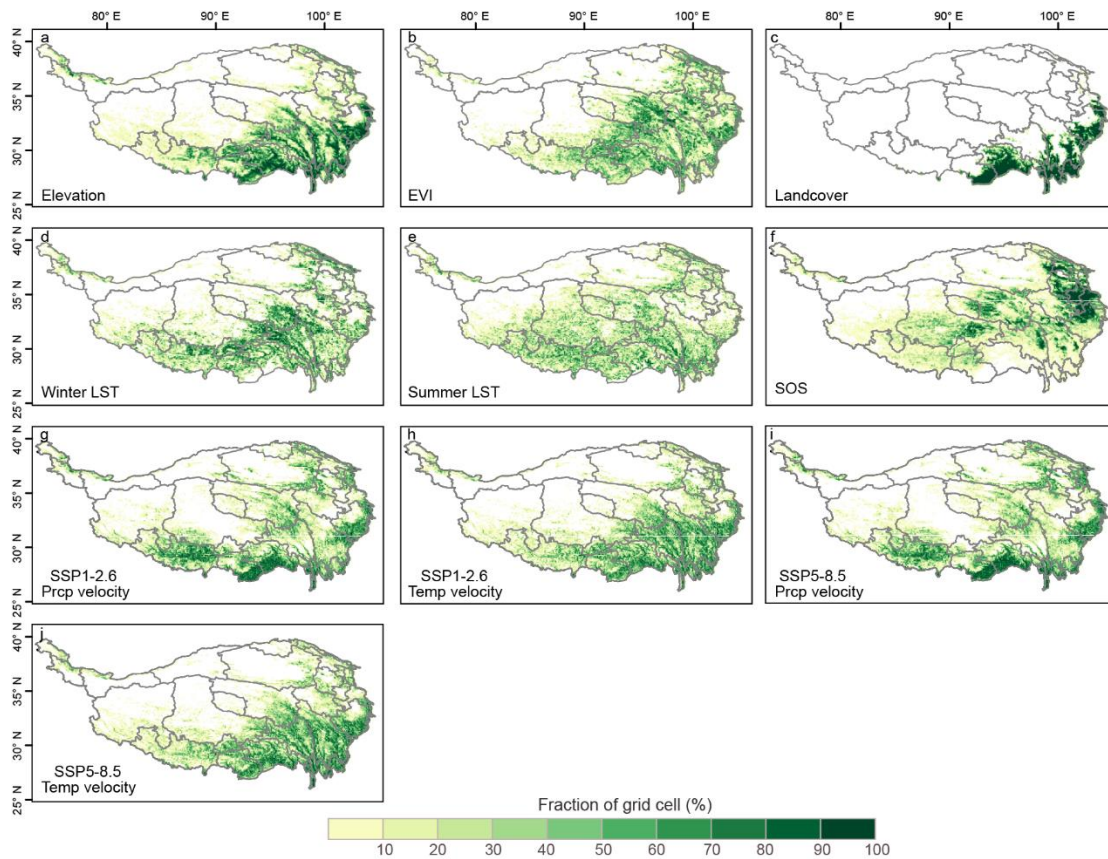 80° E 90° E 100° E 80° E 90° E 100° E 80° E 90° E 100° E
40° N
35° N
30° N
25° N
a
Elevation
b
EVI
c
Landcover
40° N
35° N
30° N
25° N
d
Winter LST
e
Summer LST
f
SOS
40° N
35° N
30° N
25° N
g
SSP1-2.6
Prcp velocity
h
SSP1-2.6
Temp velocity
i
SSP5-8.5
Prcp velocity
40° N
35° N
30° N
25° N
j
SSP5-8.5
Temp velocity
Fraction of grid cell (%)
10 20 30 40 50 60 70 80 90 100